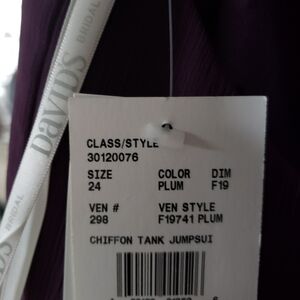 DAVID'S
BRIDAL
BRIDAL
CLASS/STYLE
30120076
SIZE COLOR DIM
24 PLUM F19
VEN # VEN STYLE
298 F19741 PLUM
CHIFFON TANK JUMPSUI